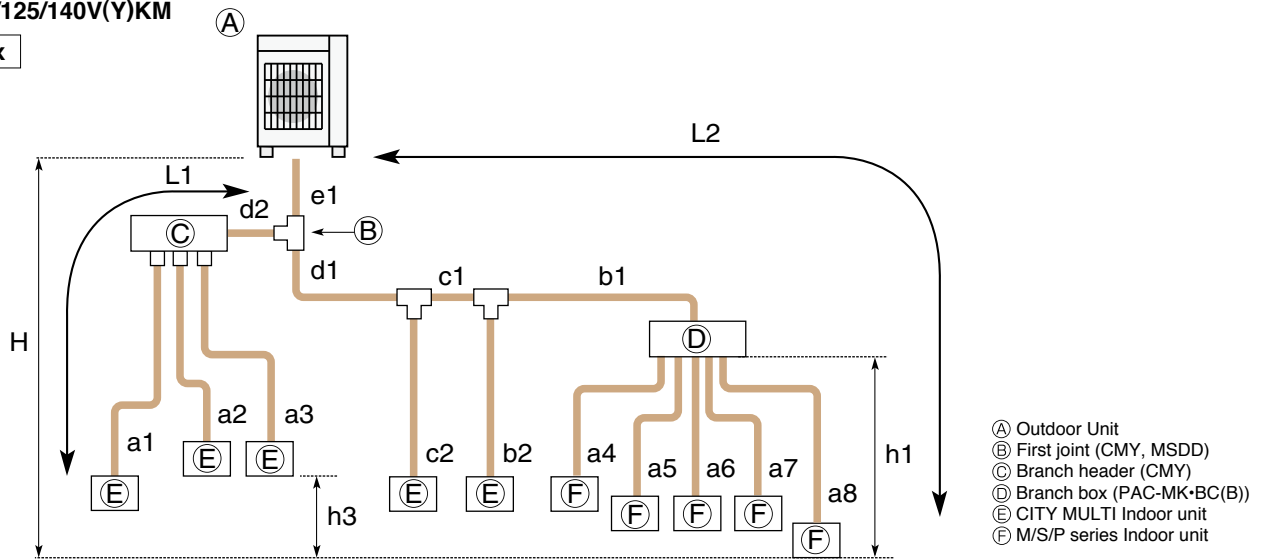 /125/140V(Y)KM
Ⓐ
x
L2
L1
e1
d2
Ⓒ
Ⓑ
d1
c1
b1
H
Ⓓ
a1
a2
a3
c2
b2
a4
a5
a6
a7
a8
h1
Ⓔ
Ⓔ
Ⓔ
Ⓔ
Ⓔ
Ⓕ
Ⓕ
Ⓕ
Ⓕ
Ⓕ
h3
Ⓐ Outdoor Unit
Ⓑ First joint (CMY, MSDD)
Ⓒ Branch header (CMY)
Ⓓ Branch box (PAC-MK•BC(B))
Ⓔ CITY MULTI Indoor unit
Ⓕ M/S/P series Indoor unit